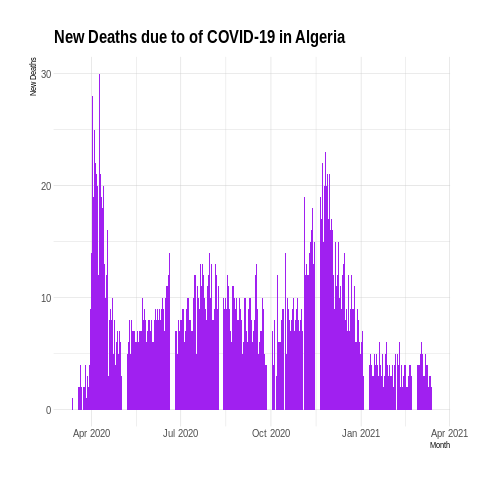 New Deaths due to of COVID-19 in Algeria
New Deaths
30
20
10
0
Apr 2020 Jul 2020 Oct 2020 Jan 2021 Apr 2021
Month